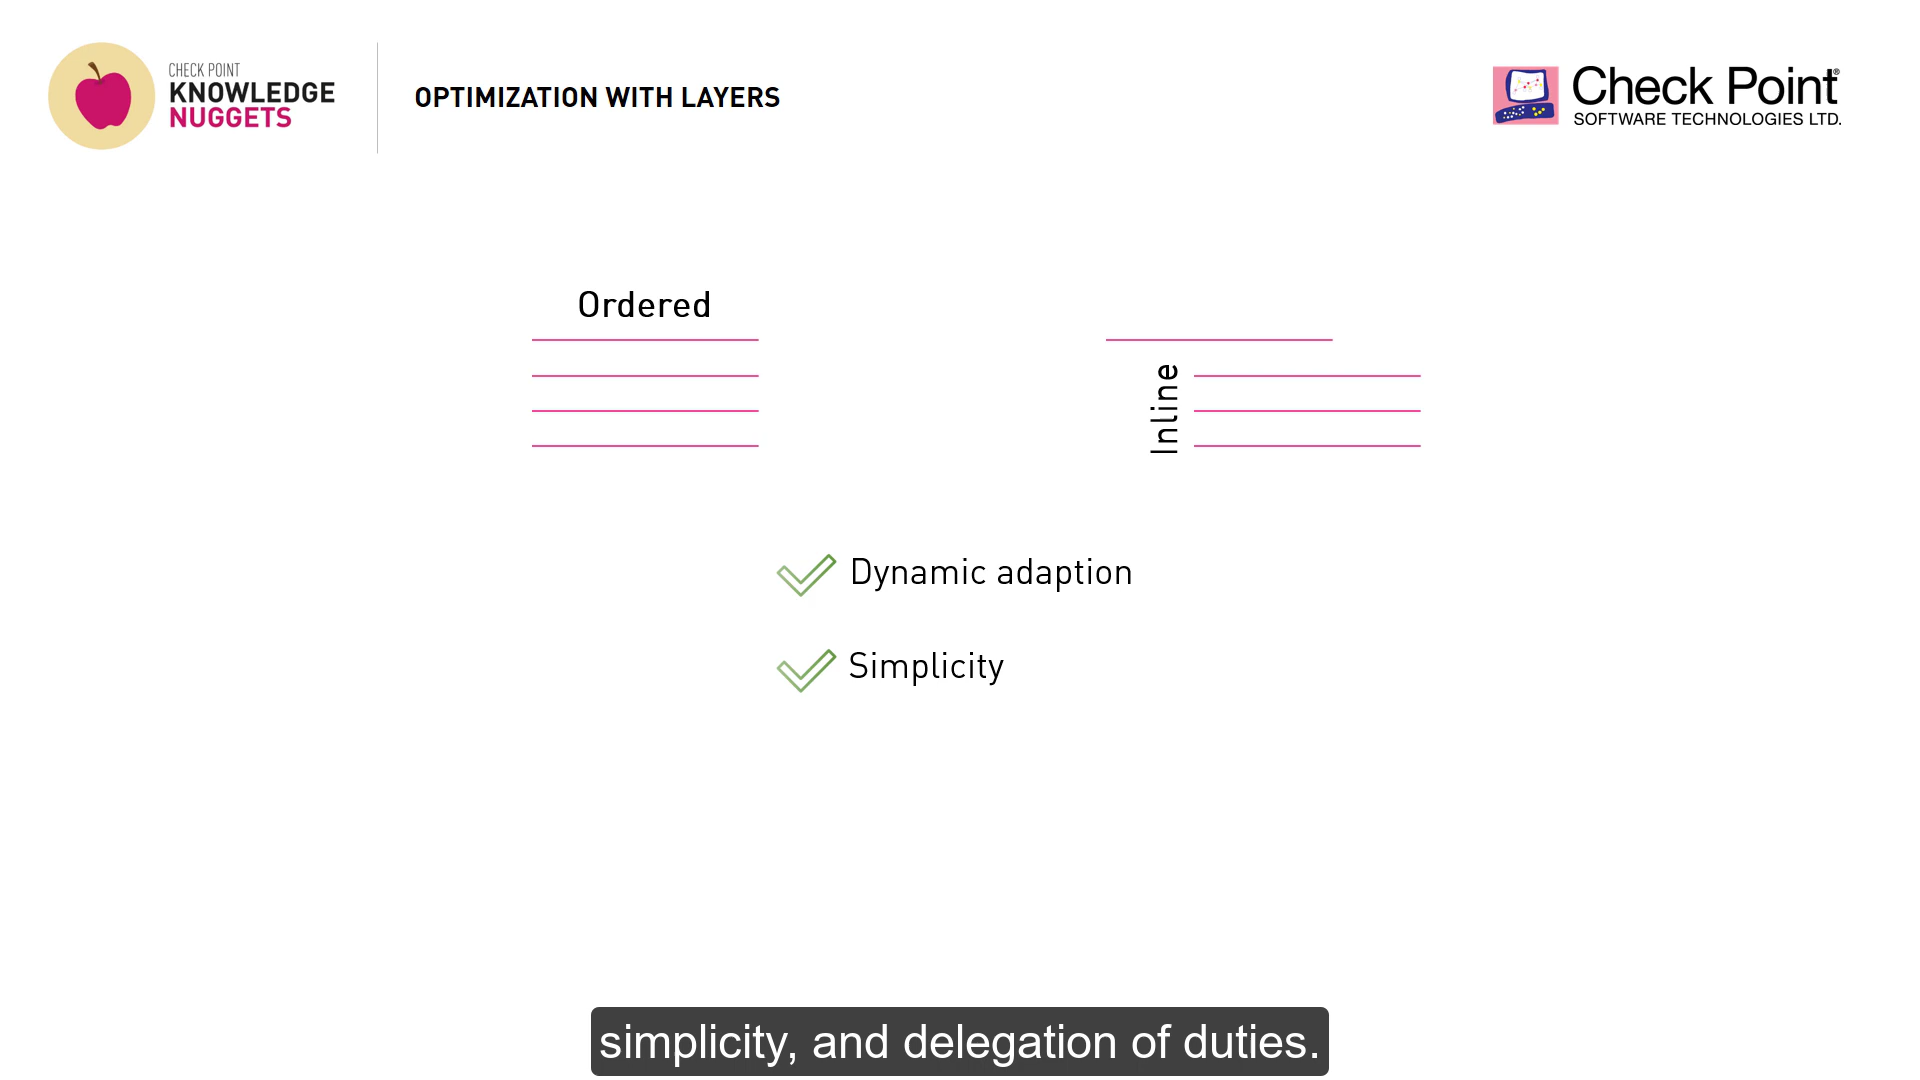 CHECK POINT
KNOWLEDGE
NUGGETS
OPTIMIZATION WITH LAYERS
Check Point®
SOFTWARE TECHNOLOGIES LTD.
Ordered
Inline
Dynamic adaption
Simplicity
simplicity, and delegation of duties.